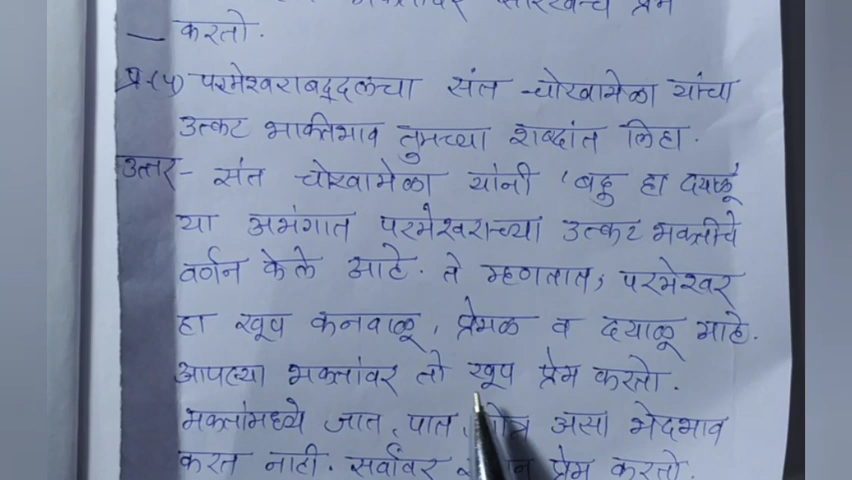 प्रेम
— करतो.
प्र.(५) परमेश्वराबद्दलचा संत चोखामेळा यांचा
उत्कट भक्तिभाव तुमच्या शब्दांत लिहा.
उत्तर - संत चोखामेळा यांनी 'बहु हा दयाळू
या अभंगात परमेश्वराच्या उत्कट भक्तीचे
वर्णन केले आहे. ते म्हणतात, परमेश्वर
हा खूप कनवाळू, प्रेमळ व दयाळू आहे.
आपल्या भक्तांवर तो खूप प्रेम करतो.
भक्तांमध्ये जात, पात, असा भेदभाव
करत नाही. सर्वांवर प्रेम करतो.